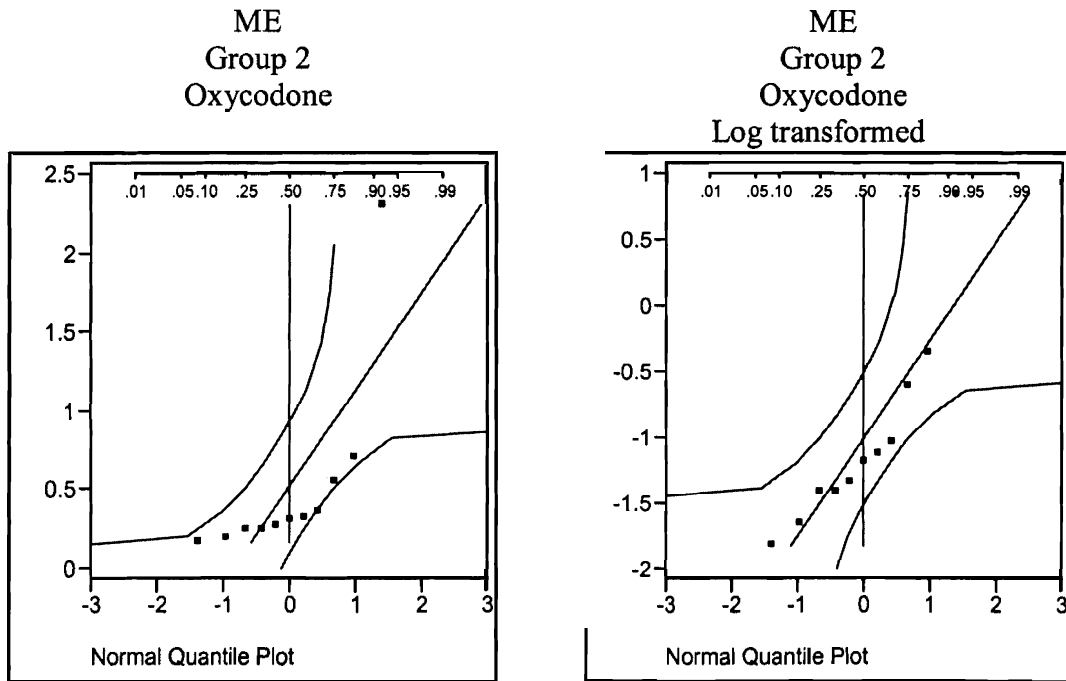 ME
Group 2
Oxycodone
2.5
2
1.5
1
0.5
0
.01 .05 .10 .25 .50 .75 .90 .95 .99
-3 -2 -1 0 1 2 3
Normal Quantile Plot
ME
Group 2
Oxycodone
Log transformed
1
0.5
0
-0.5
-1
-1.5
-2
.01 .05 .10 .25 .50 .75 .90 .95 .99
-3 -2 -1 0 1 2 3
Normal Quantile Plot